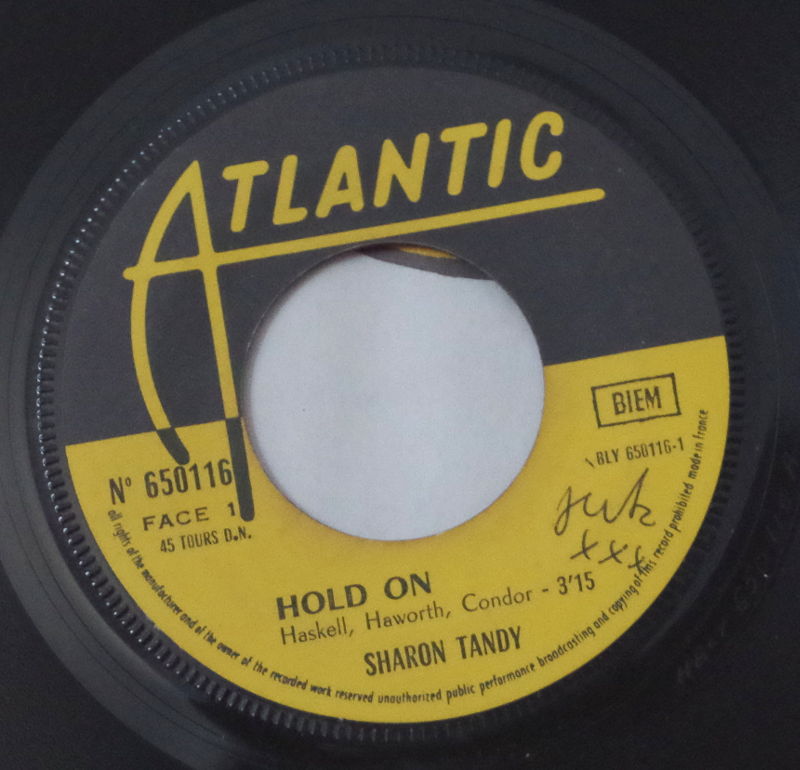 ATLANTIC
BIEM
Nº 650116
BLY 650116-1
FACE 1
45 TOURS D.N.
xxx
HOLD ON
Haskell, Haworth, Condor - 3'15
SHARON TANDY
all rights of the manufacturer and of the owner of the recorded work reserved unauthorized public performance broadcasting and copying of this record prohibited made in france